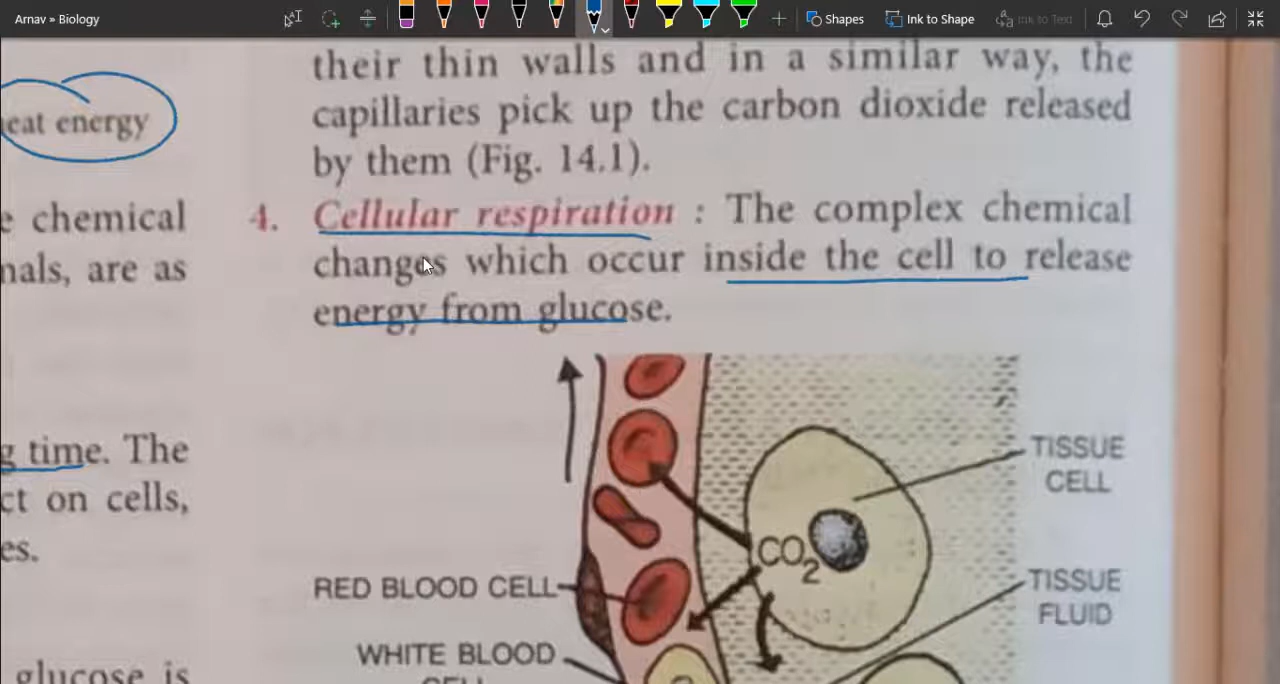 Arnav » Biology
Shapes
Ink to Shape
Ink to Text
eat energy
e chemical
nals, are as
g time. The
ct on cells,
es.
glucose is
their thin walls and in a similar way, the
capillaries pick up the carbon dioxide released
by them (Fig. 14.1).
4. Cellular respiration : The complex chemical
changes which occur inside the cell to release
energy from glucose.
TISSUE
CELL
CO₂
RED BLOOD CELL
TISSUE
FLUID
WHITE BLOOD
CELL